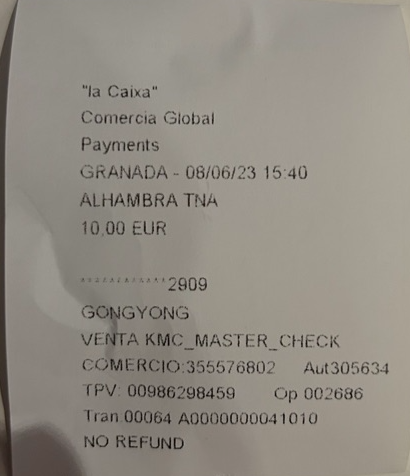 "la Caixa"
Comercia Global
Payments
GRANADA - 08/06/23 15:40
ALHAMBRA TNA
10,00 EUR
************2909
GONGYONG
VENTA KMC_MASTER_CHECK
COMERCIO:355576802 Aut305634
TPV: 00986298459 Op 002686
Tran:00064 A0000000041010
NO REFUND